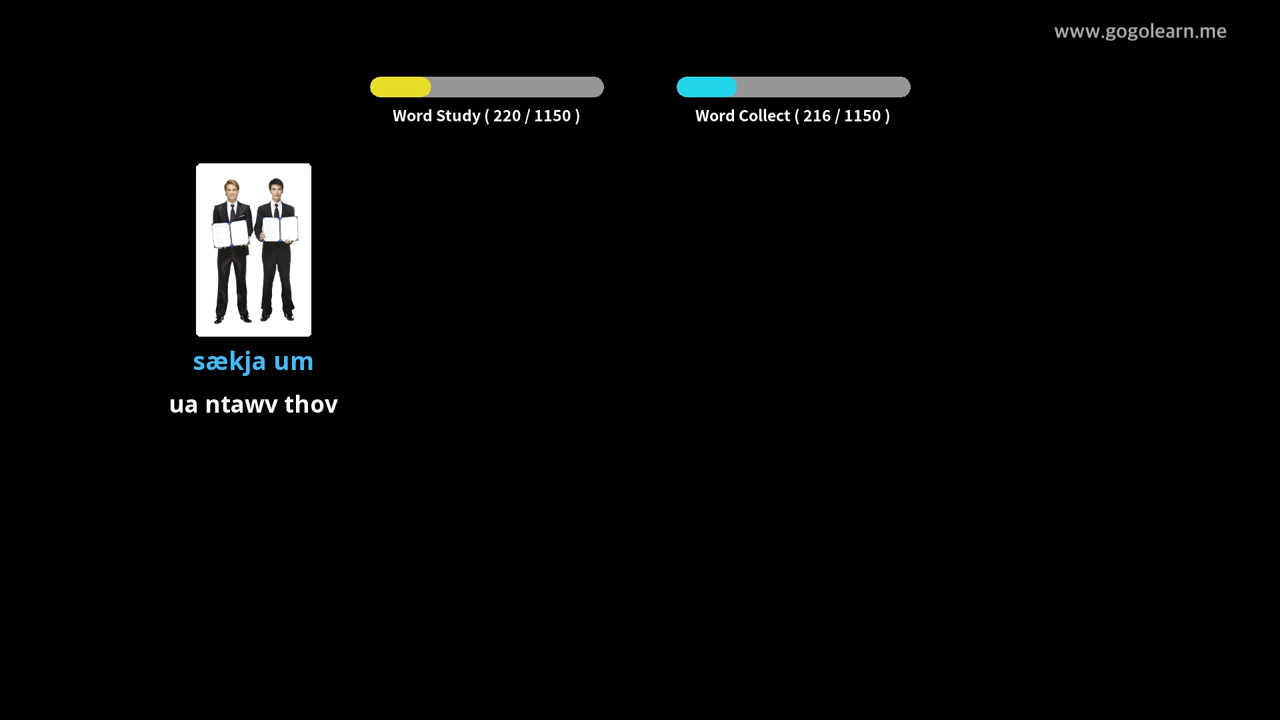 www.gogolearn.me
Word Study ( 220 / 1150 )
Word Collect ( 216 / 1150 )
sækja um
ua ntawv thov